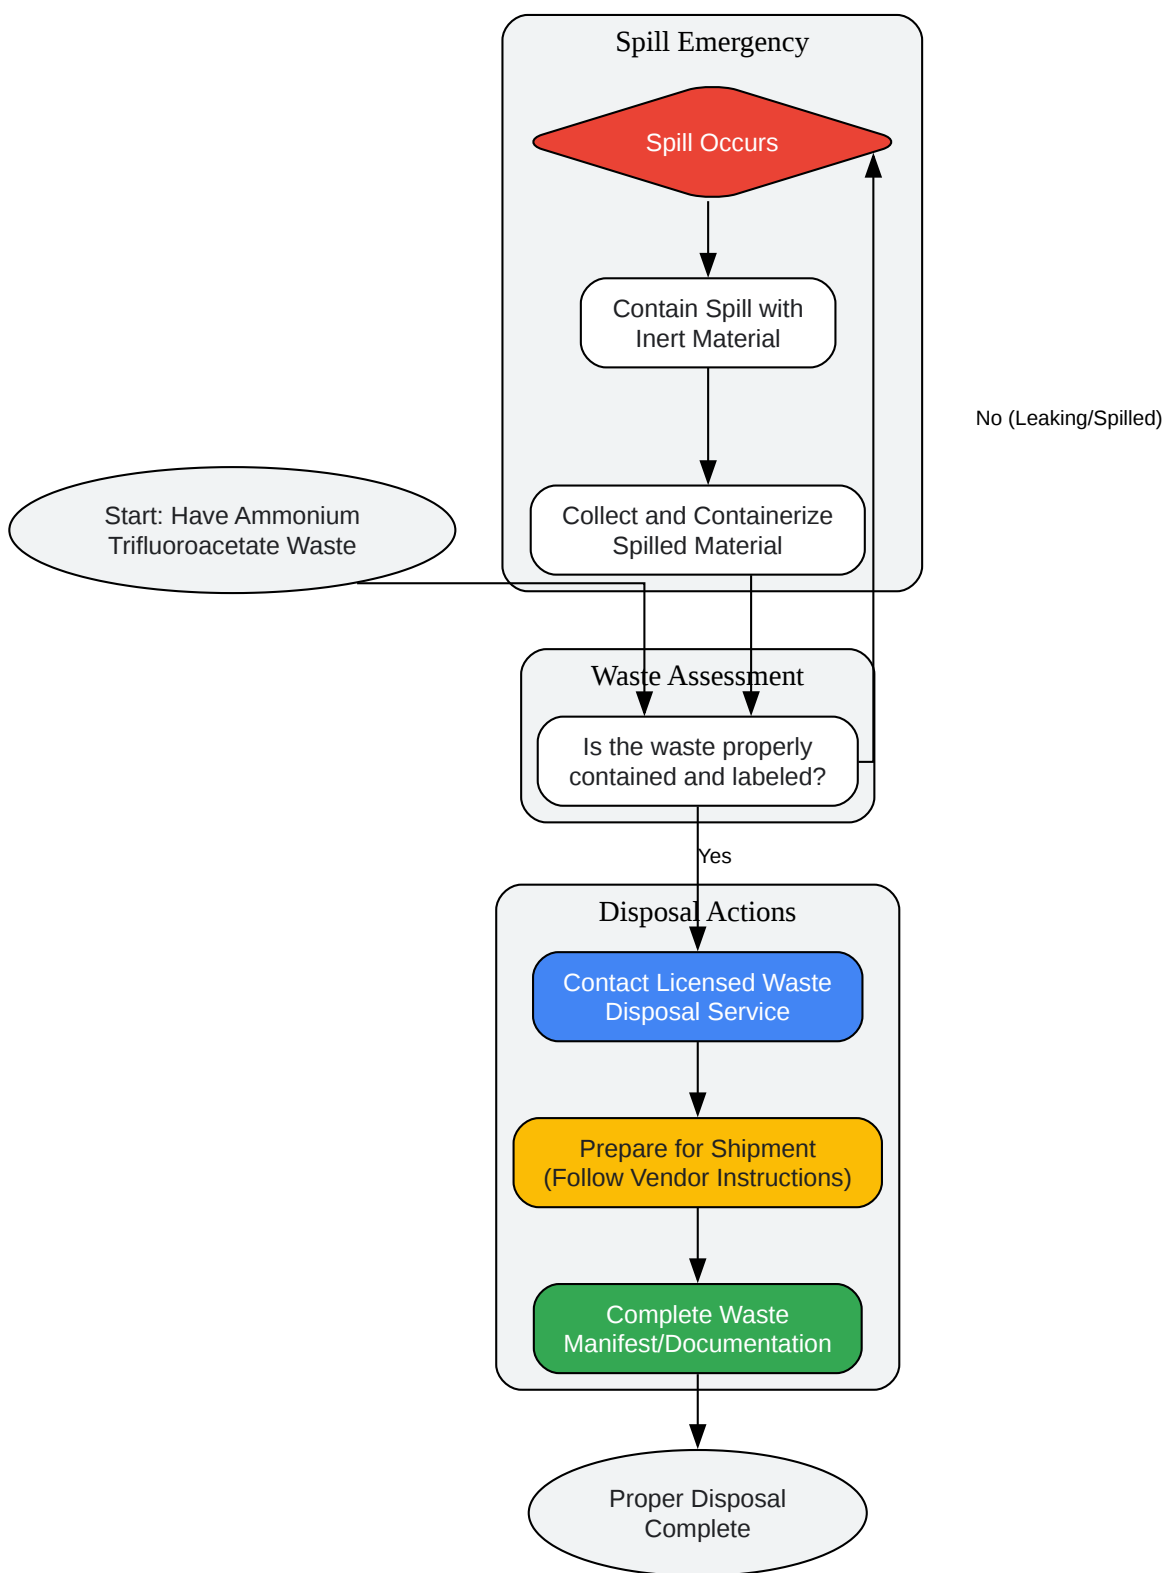 Spill Emergency
Spill Occurs
Contain Spill with
Inert Material
No (Leaking/Spilled)
Start: Have Ammonium
Trifluoroacetate Waste
Collect and Containerize
Spilled Material
Waste Assessment
Is the waste properly
contained and labeled?
Yes
Disposal Actions
Contact Licensed Waste
Disposal Service
Prepare for Shipment
(Follow Vendor Instructions)
Complete Waste
Manifest/Documentation
Proper Disposal
Complete